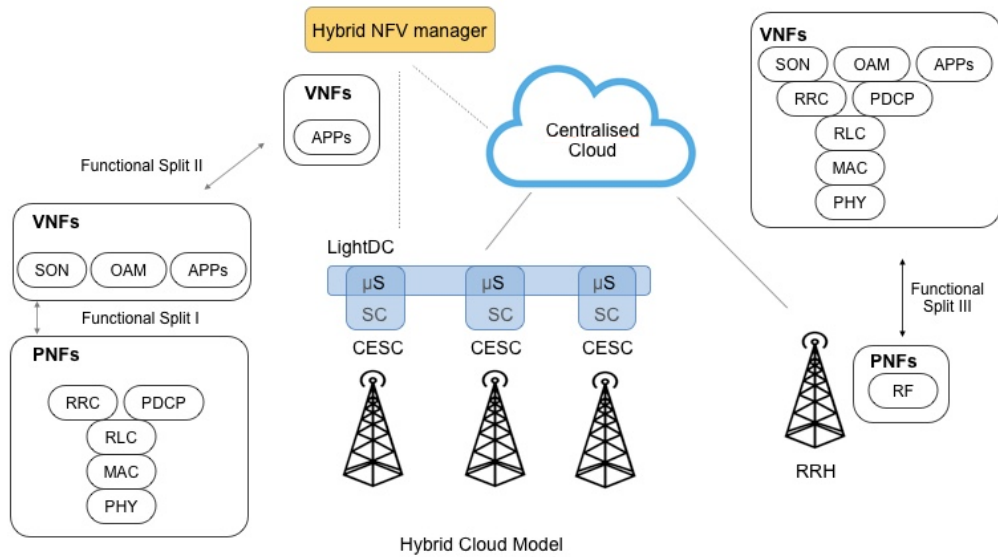 Hybrid NFV manager
VNFs
APPs
Functional Split II
VNFs
SON OAM APPs
Functional Split I
PNFs
RRC PDCP
RLC
MAC
PHY
Centralised
Cloud
LightDC
µS µS µS
SC SC SC
CESC CESC CESC
VNFs
SON OAM APPs
RRC PDCP
RLC
MAC
PHY
Functional
Split III
PNFs
RF
RRH
Hybrid Cloud Model